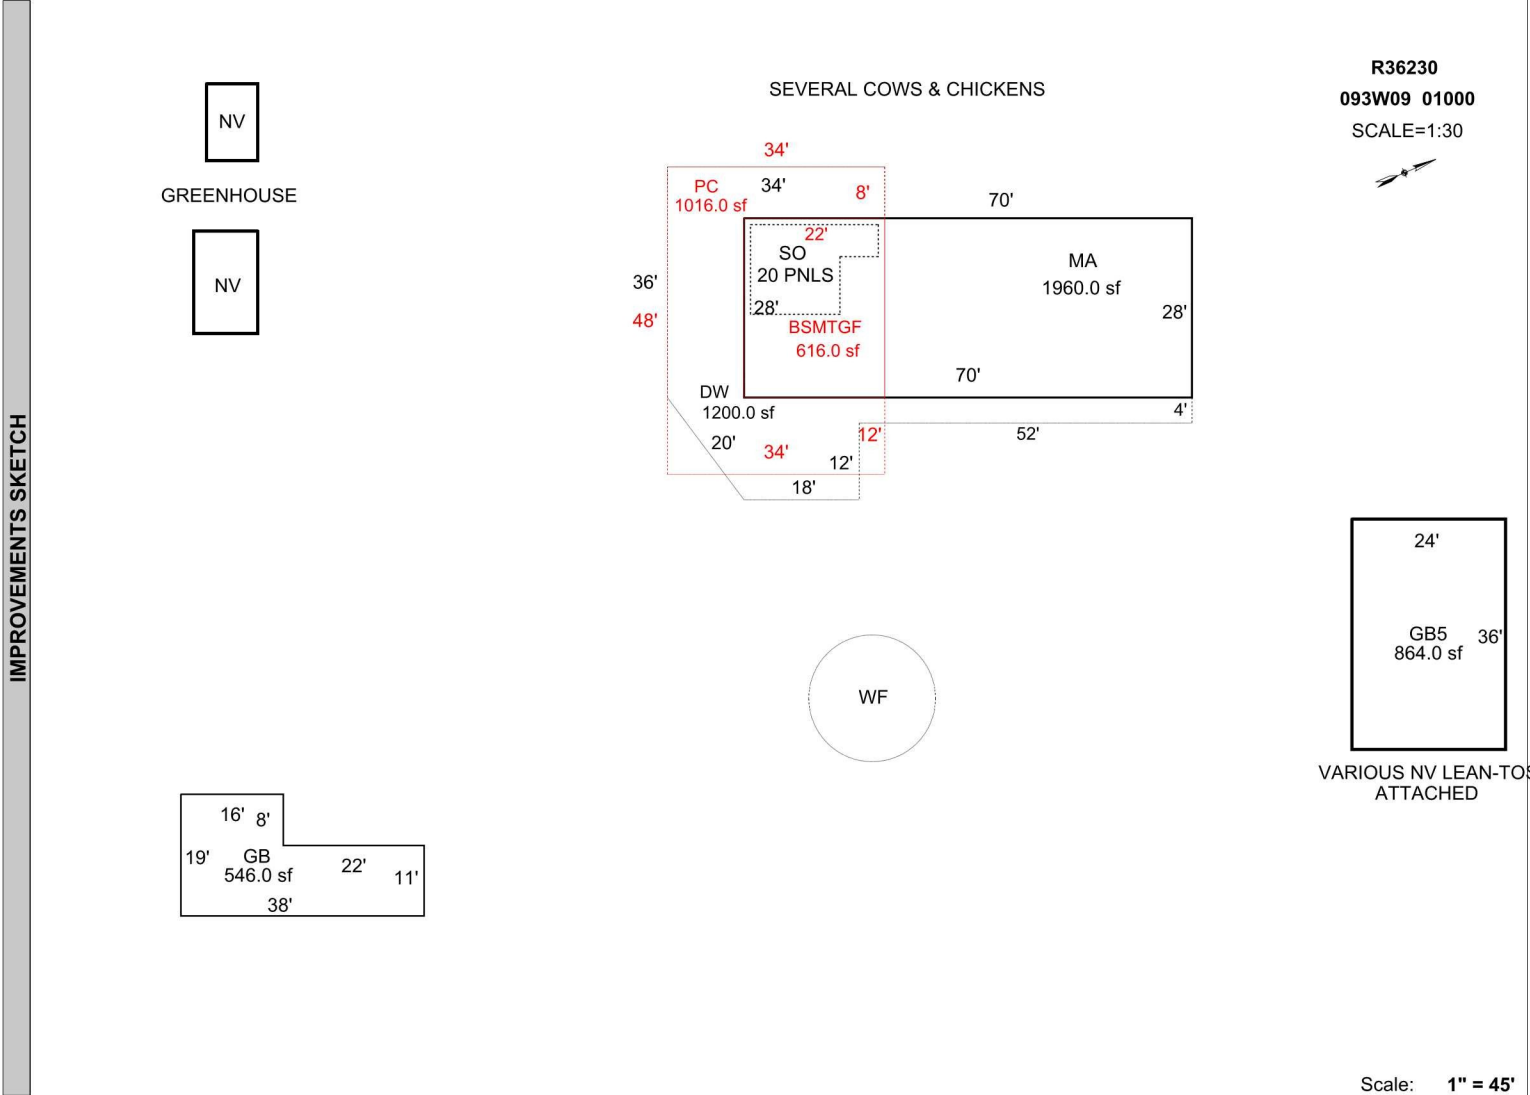 IMPROVEMENTS SKETCH
R36230
093W09 01000
SCALE=1:30
SEVERAL COWS & CHICKENS
NV
GREENHOUSE
NV
34'
34'
PC
1016.0 sf
8'
70'
22'
SO
20 PNLS
28'
BSMTGF
616.0 sf
MA
1960.0 sf
28'
36'
48'
70'
DW
1200.0 sf
4'
20'
34'
12'
52'
12'
18'
24'
GB5
864.0 sf
36'
VARIOUS NV LEAN-TOS
ATTACHED
WF
16'
8'
19'
GB
546.0 sf
22'
11'
38'
Scale: 1" = 45'